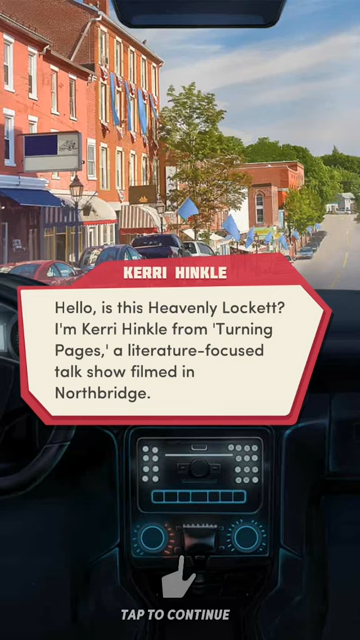 KERRI HINKLE
Hello, is this Heavenly Lockett?
I'm Kerri Hinkle from 'Turning
Pages,' a literature-focused
talk show filmed in
Northbridge.
TAP TO CONTINUE